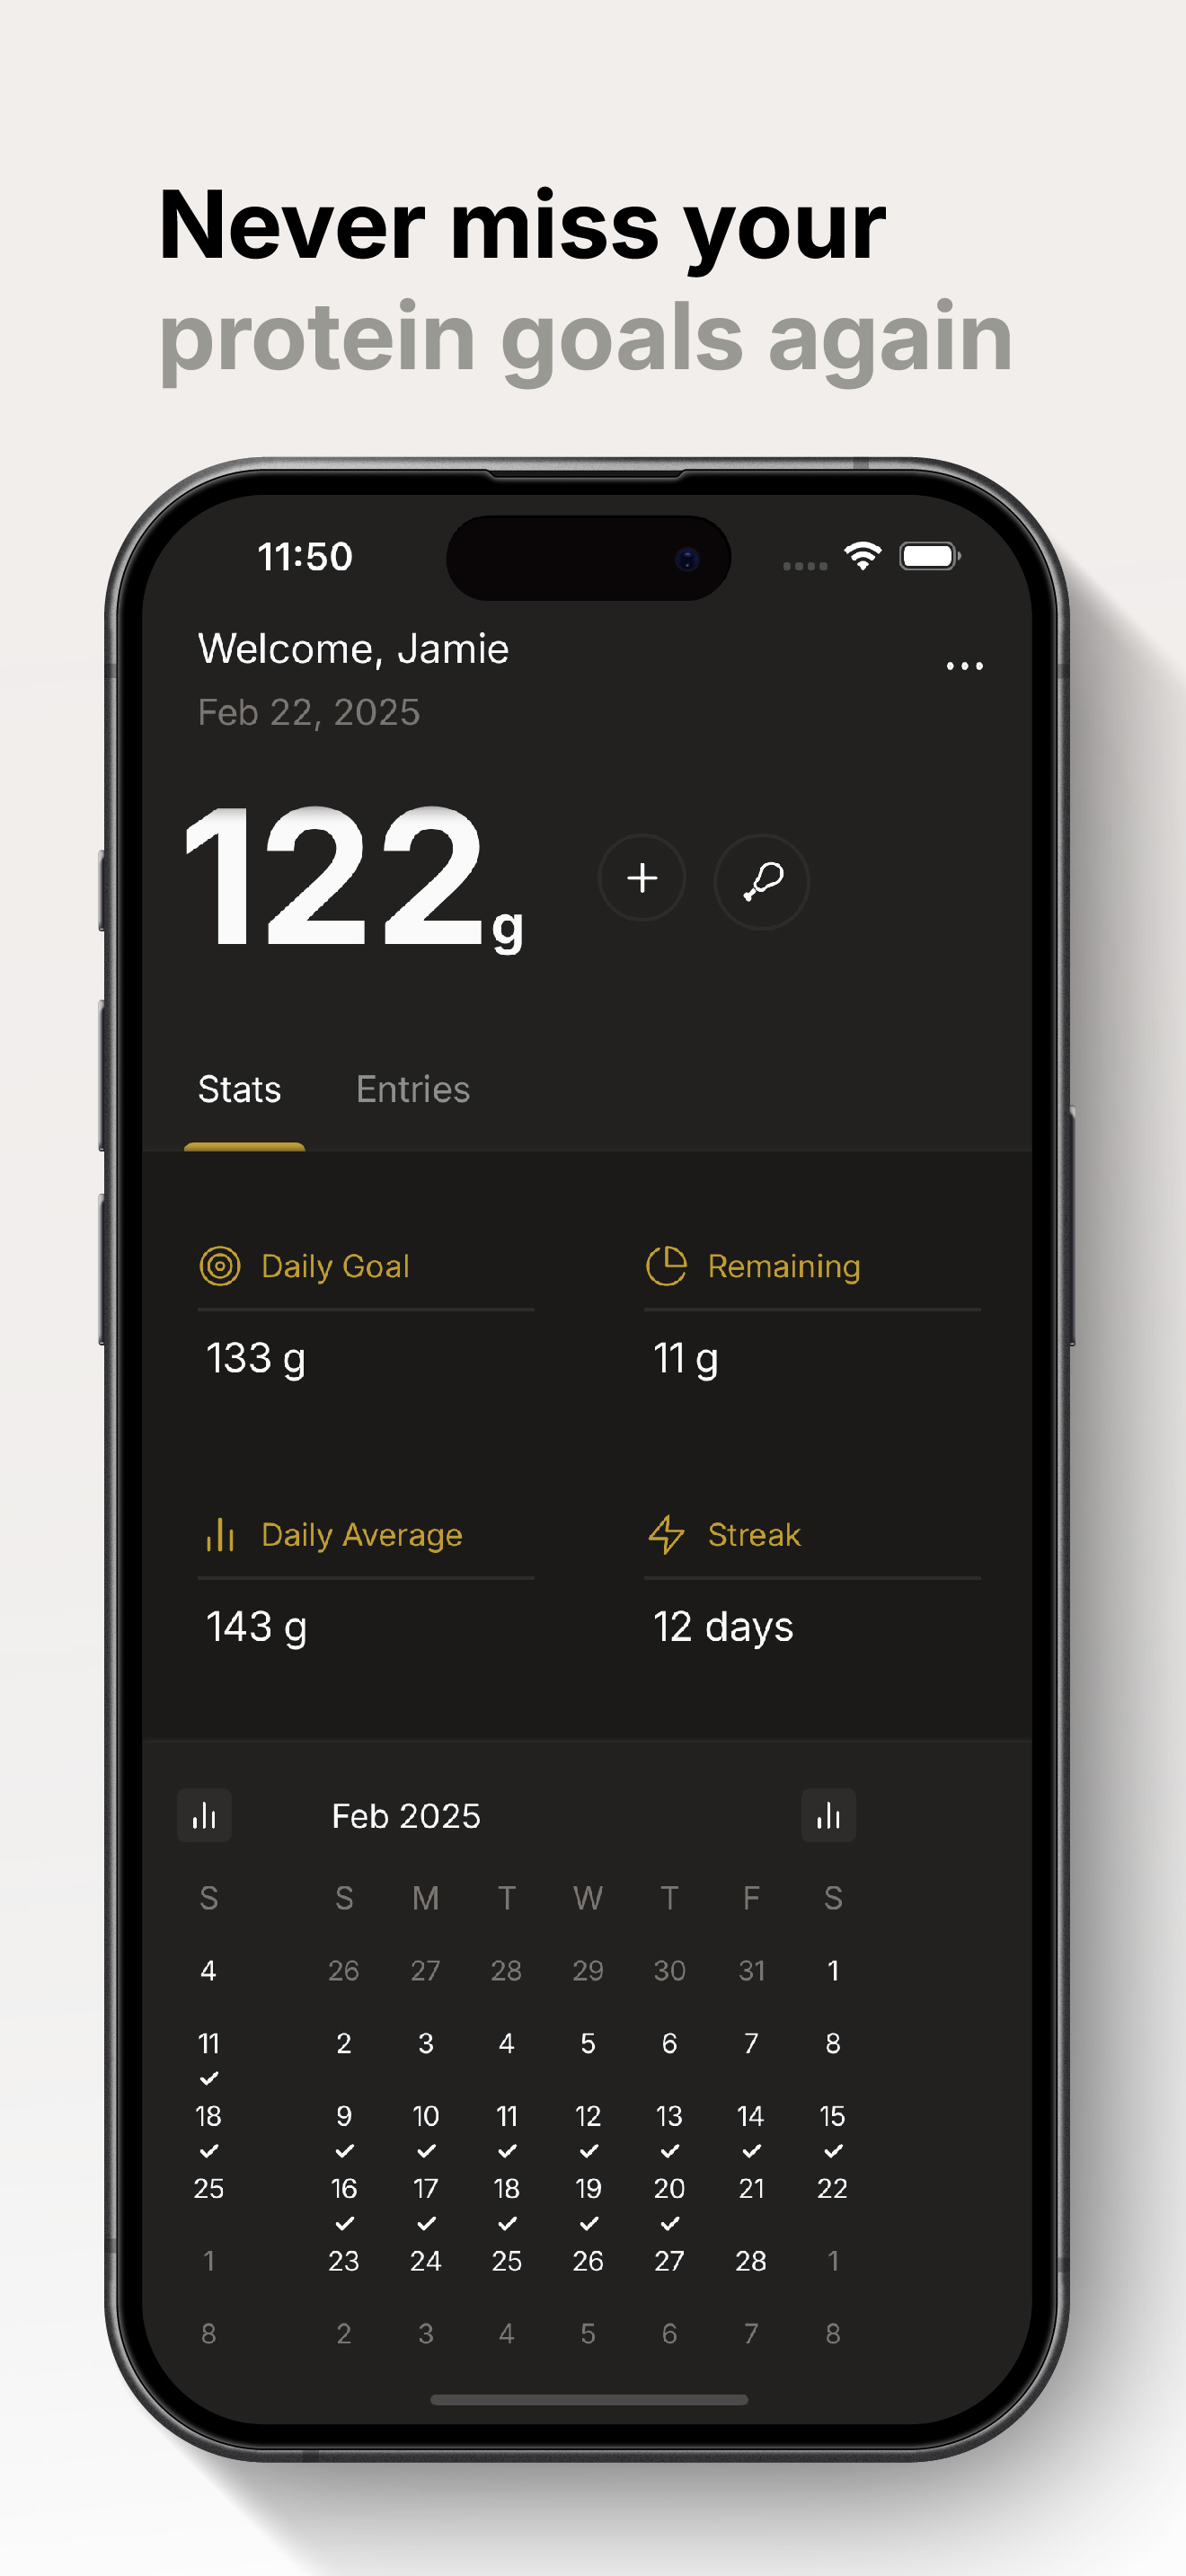 Never miss your
protein goals again
11:50
Welcome, Jamie
Feb 22, 2025
122g
Stats Entries
Daily Goal Remaining
133 g 11 g
Daily Average Streak
143 g 12 days
Feb 2025
S S M T W T F S
4 26 27 28 29 30 31 1
11 2 3 4 5 6 7 8
18 9 10 11 12 13 14 15
25 16 17 18 19 20 21 22
1 23 24 25 26 27 28 1
8 2 3 4 5 6 7 8